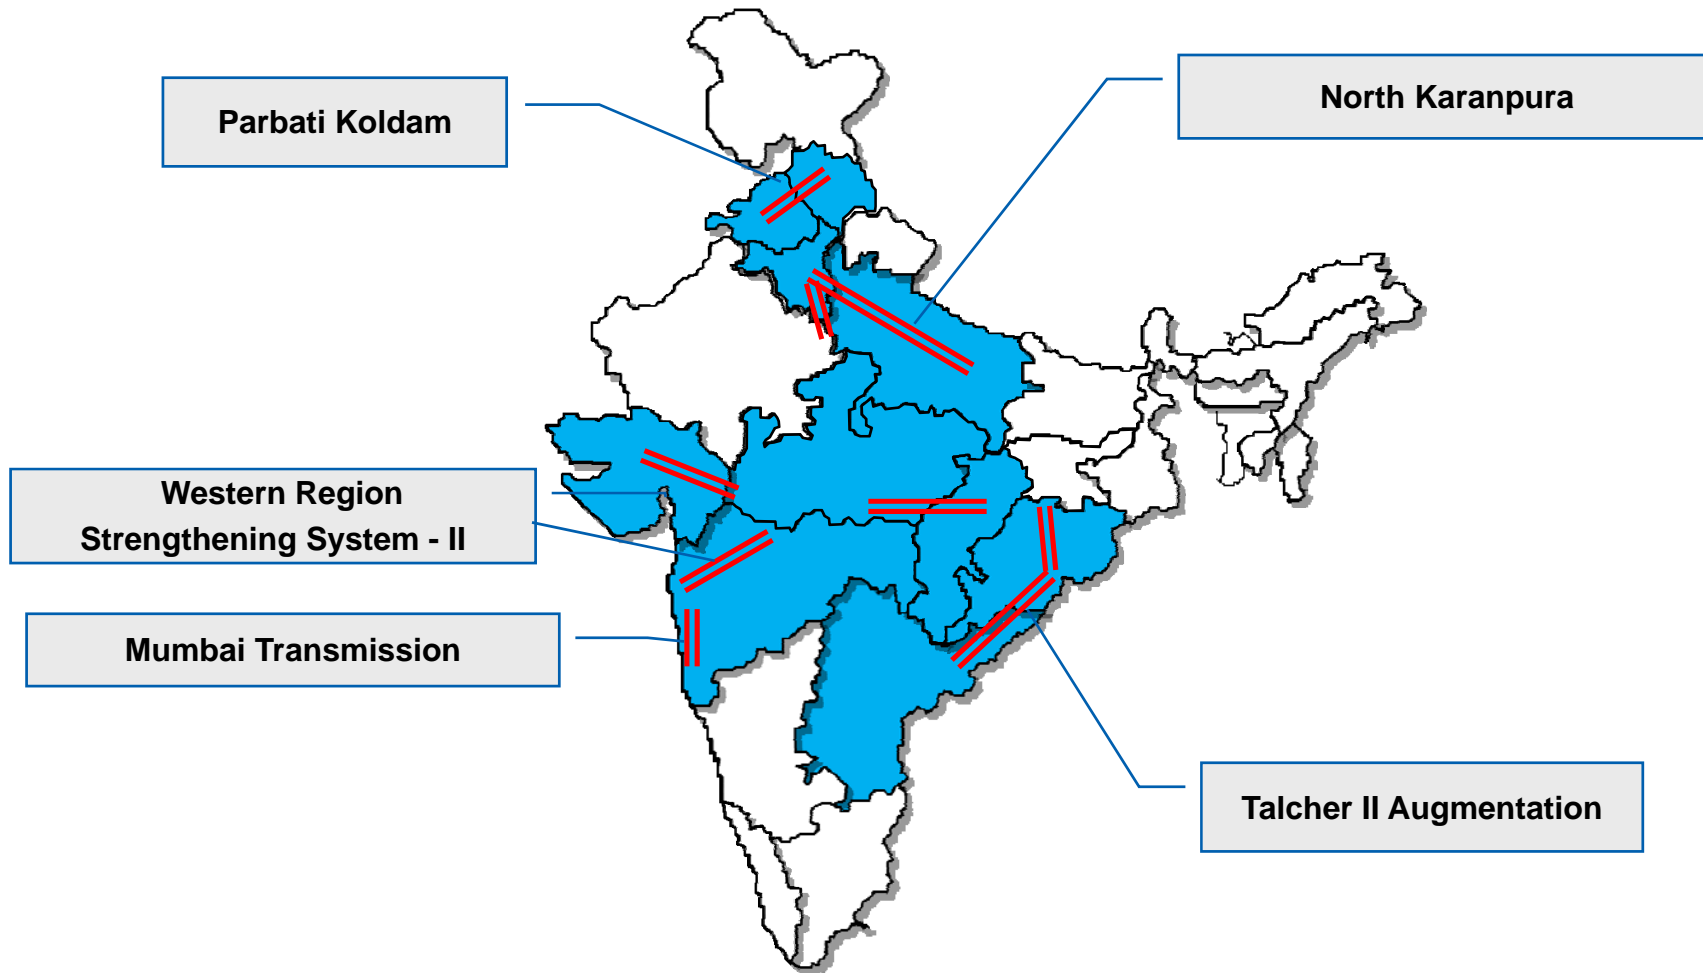 Parbati Koldam
North Karanpura
Western Region
Strengthening System - II
Mumbai Transmission
Talcher II Augmentation